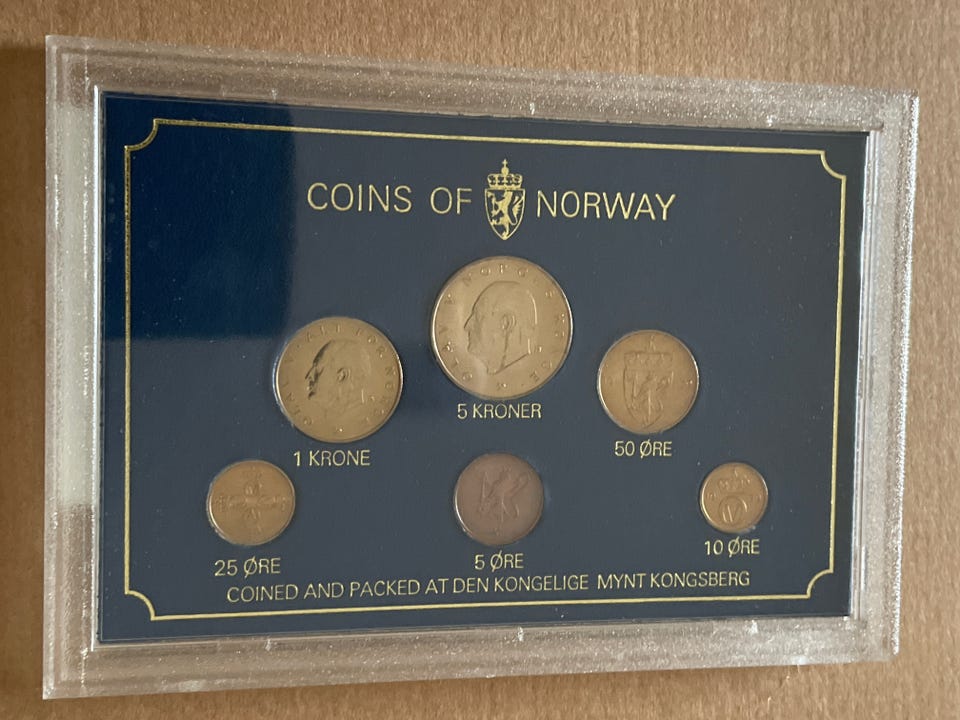 COINS OF NORWAY
5 KRONER
1 KRONE
50 ØRE
25 ØRE
5 ØRE
10 ØRE
COINED AND PACKED AT DEN KONGELIGE MYNT KONGSBERG